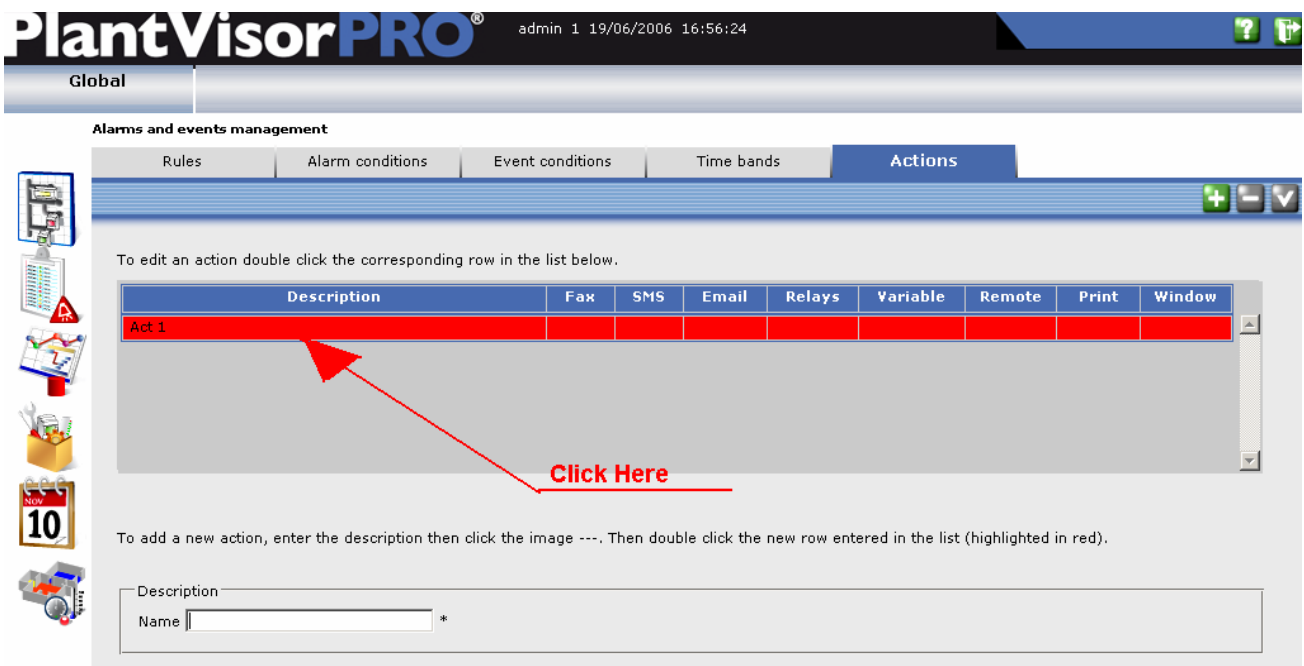 PlantVisorPRO®
admin 1 19/06/2006 16:56:24
?
Global
Alarms and events management
Rules
Alarm conditions
Event conditions
Time bands
Actions
To edit an action double click the corresponding row in the list below.
Description Fax SMS Email Relays Variable Remote Print Window
Act 1
Click Here
NOV
10
To add a new action, enter the description then click the image ---. Then double click the new row entered in the list (highlighted in red).
Description
Name *